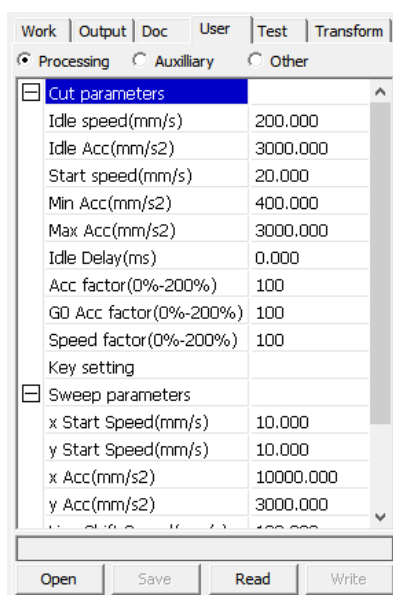 Work Output Doc User Test Transform
Processing Auxilliary Other
Cut parameters
Idle speed(mm/s) 200.000
Idle Acc(mm/s2) 3000.000
Start speed(mm/s) 20.000
Min Acc(mm/s2) 400.000
Max Acc(mm/s2) 3000.000
Idle Delay(ms) 0.000
Acc factor(0%-200%) 100
G0 Acc factor(0%-200%) 100
Speed factor(0%-200%) 100
Key setting
Sweep parameters
x Start Speed(mm/s) 10.000
y Start Speed(mm/s) 10.000
x Acc(mm/s2) 10000.000
y Acc(mm/s2) 3000.000
Open Save Read Write